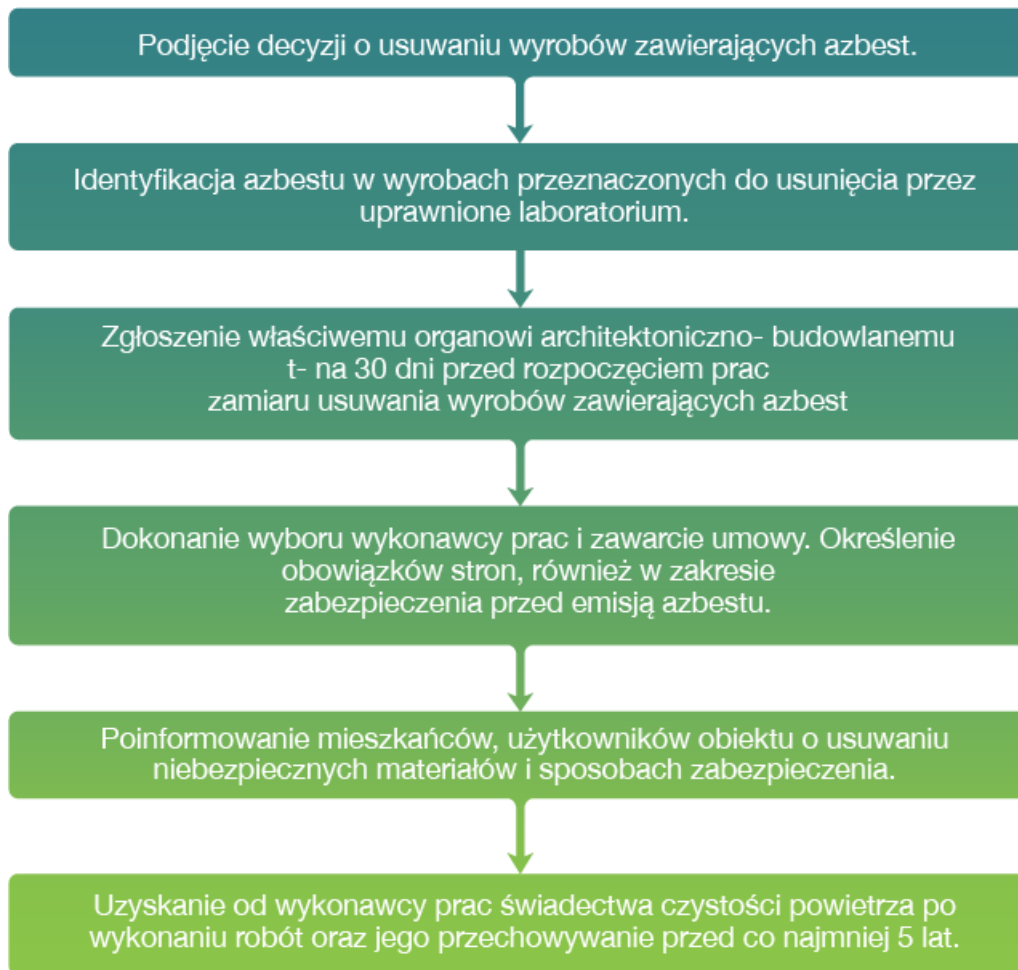 Podjęcie decyzji o usuwaniu wyrobów zawierających azbest.
Identyfikacja azbestu w wyrobach przeznaczonych do usunięcia przez
uprawnione laboratorium.
Zgłoszenie właściwemu organowi architektoniczno- budowlanemu
t- na 30 dni przed rozpoczęciem prac
zamiaru usuwania wyrobów zawierających azbest
Dokonanie wyboru wykonawcy prac i zawarcie umowy. Określenie
obowiązków stron, również w zakresie
zabezpieczenia przed emisją azbestu.
Poinformowanie mieszkańców, użytkowników obiektu o usuwaniu
niebezpiecznych materiałów i sposobach zabezpieczenia.
Uzyskanie od wykonawcy prac świadectwa czystości powietrza po
wykonaniu robót oraz jego przechowywanie przed co najmniej 5 lat.